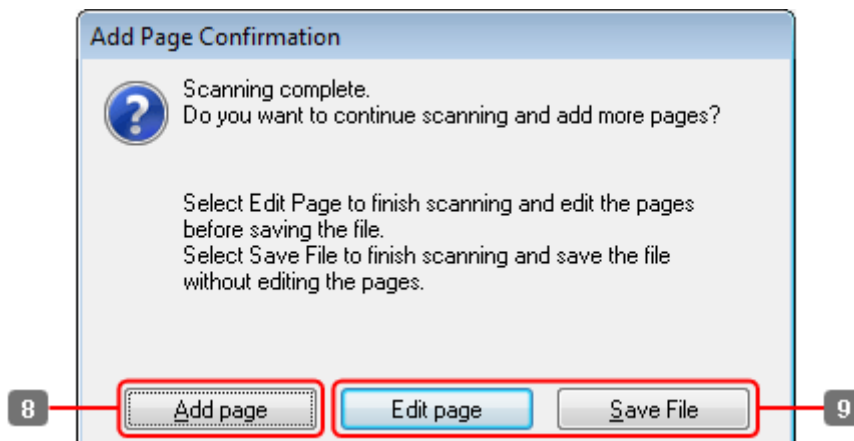 Add Page Confirmation
Scanning complete.
Do you want to continue scanning and add more pages?
Select Edit Page to finish scanning and edit the pages
before saving the file.
Select Save File to finish scanning and save the file
without editing the pages.
8 Add page Edit page Save File 9